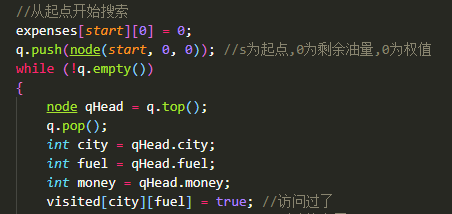 //从起点开始搜索
expenses[start][0] = 0;
q.push(node(start, 0, 0)); //s为起点,0为剩余油量,0为权值
while (!q.empty())
{
node qHead = q.top();
q.pop();
int city = qHead.city;
int fuel = qHead.fuel;
int money = qHead.money;
visited[city][fuel] = true; //访问过了